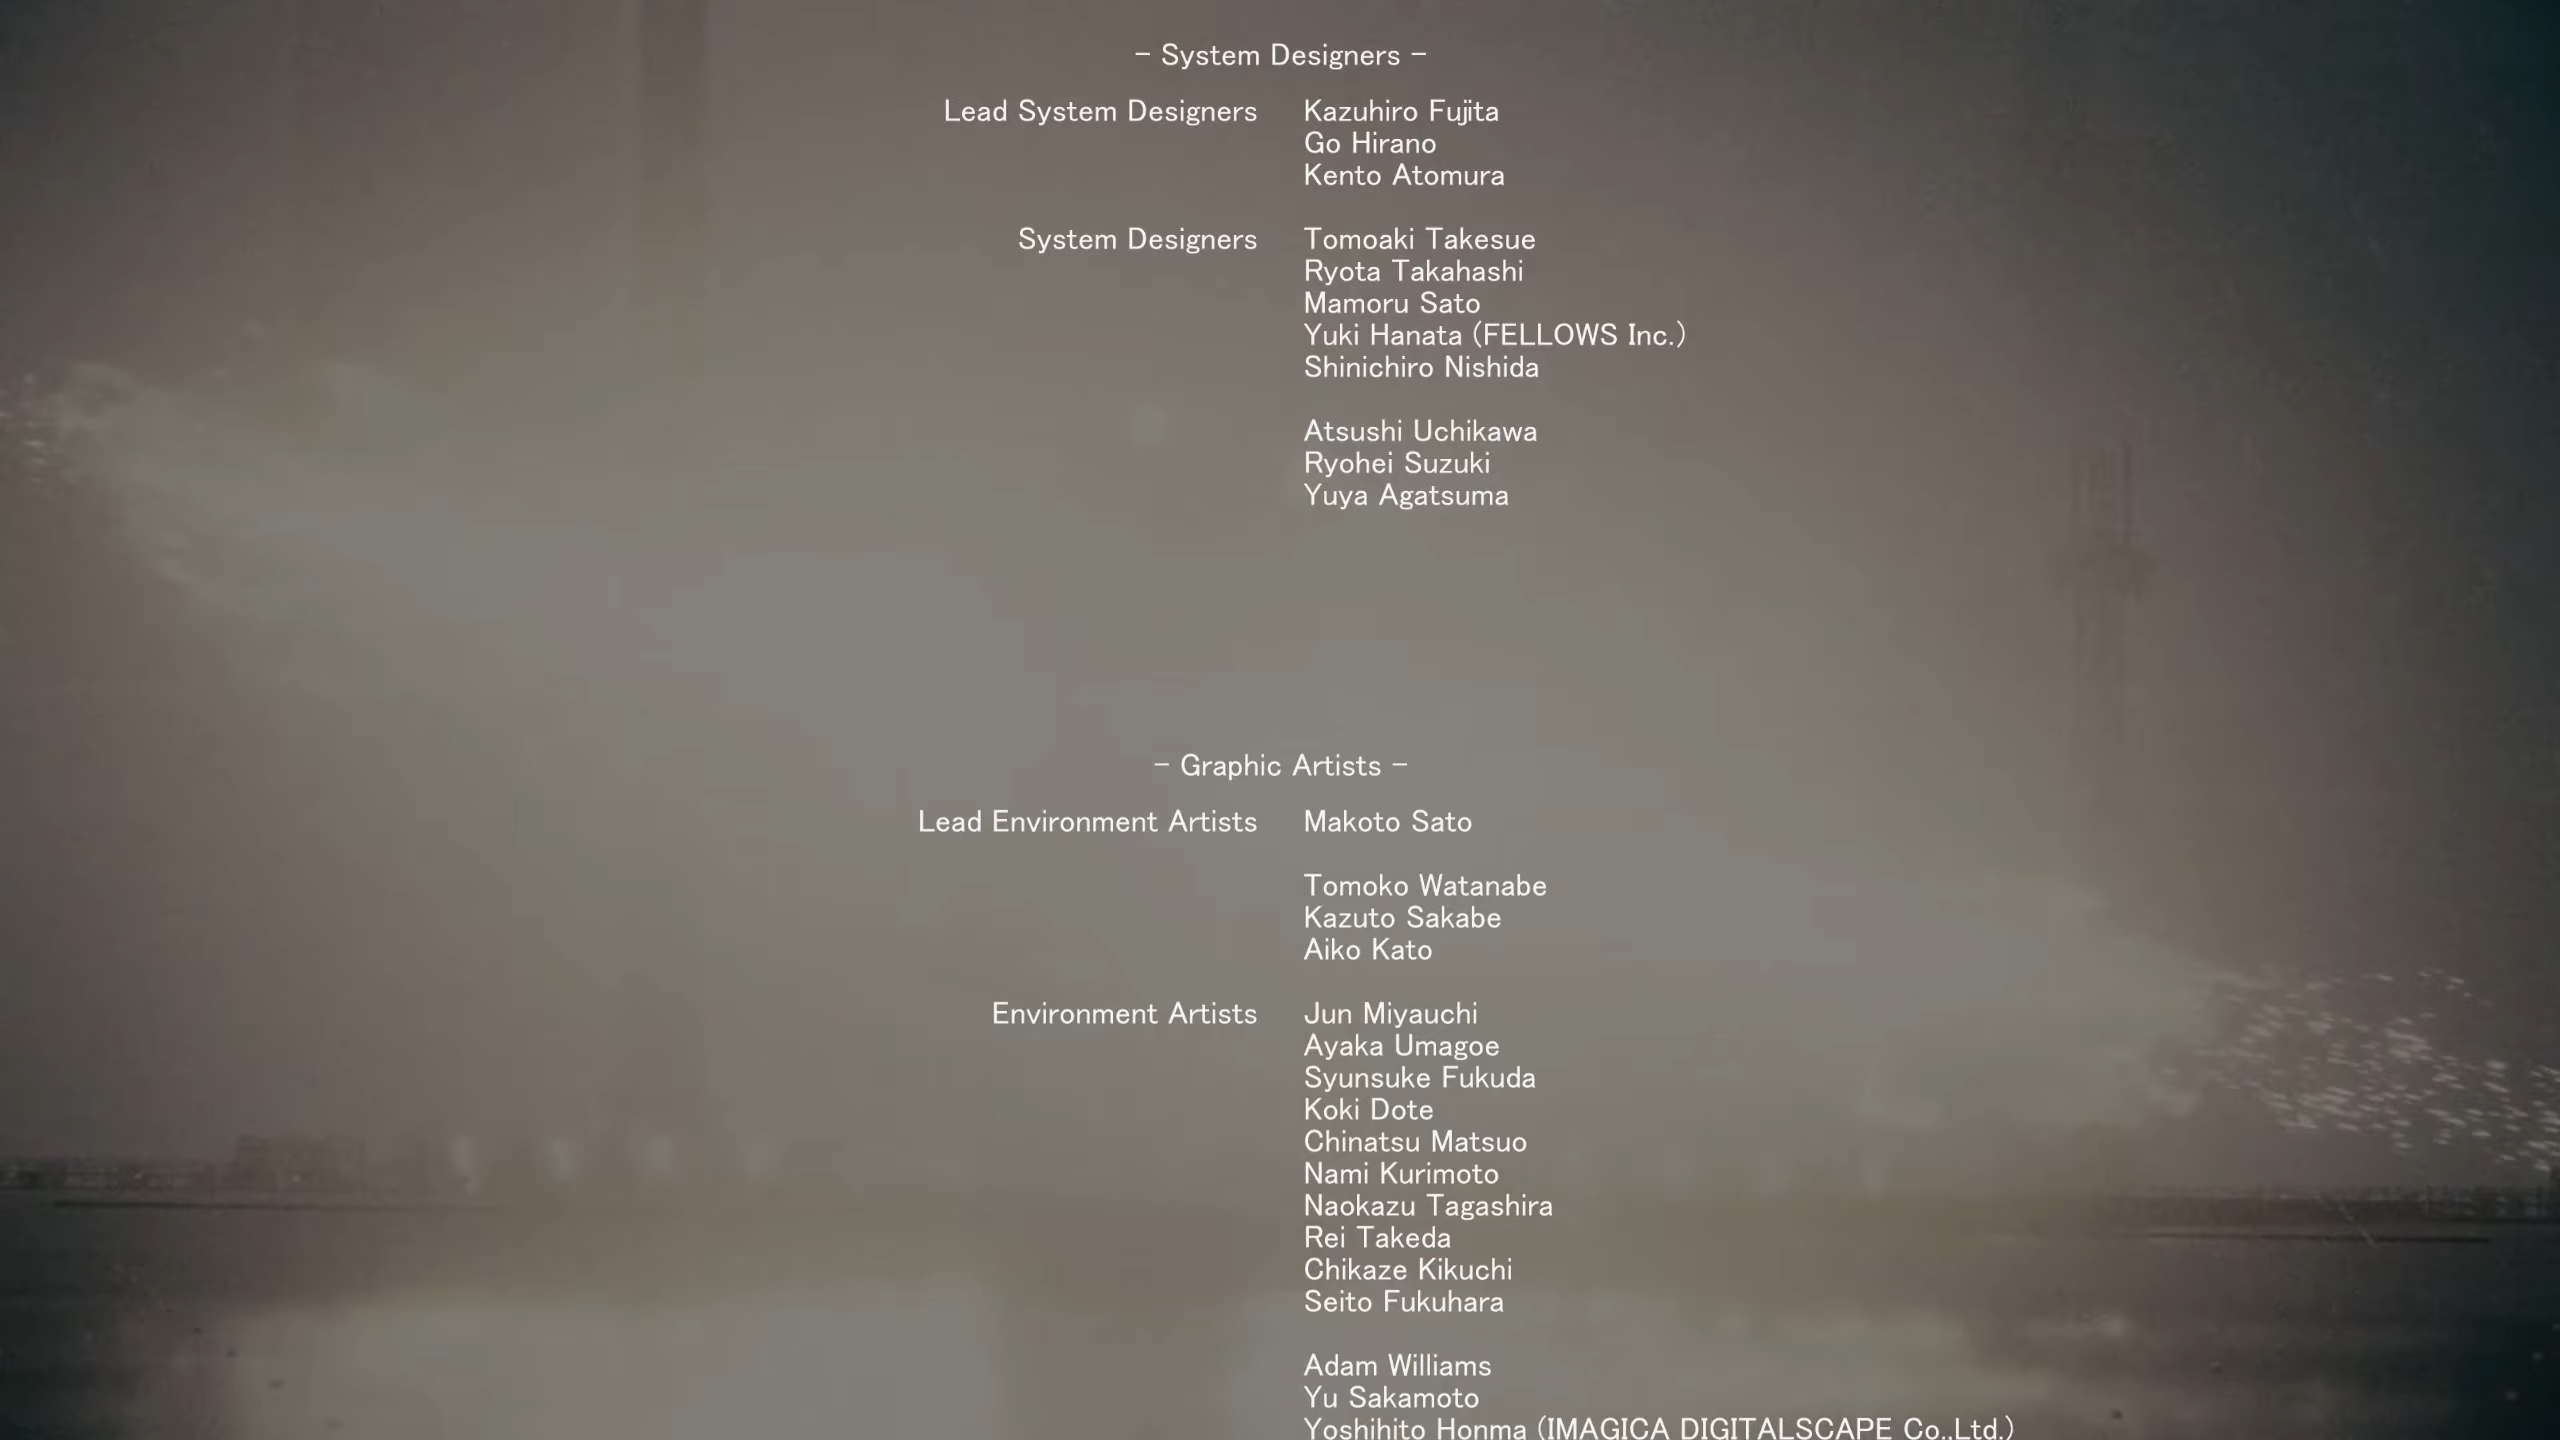 - System Designers -
Lead System Designers Kazuhiro Fujita
Go Hirano
Kento Atomura
System Designers Tomoaki Takesue
Ryota Takahashi
Mamoru Sato
Yuki Hanata (FELLOWS Inc.)
Shinichiro Nishida
Atsushi Uchikawa
Ryohei Suzuki
Yuya Agatsuma
- Graphic Artists -
Lead Environment Artists Makoto Sato
Tomoko Watanabe
Kazuto Sakabe
Aiko Kato
Environment Artists Jun Miyauchi
Ayaka Umagoe
Syunsuke Fukuda
Koki Dote
Chinatsu Matsuo
Nami Kurimoto
Naokazu Tagashira
Rei Takeda
Chikaze Kikuchi
Seito Fukuhara
Adam Williams
Yu Sakamoto
Yoshihito Honma (IMAGICA DIGITALSCAPE Co.,Ltd.)